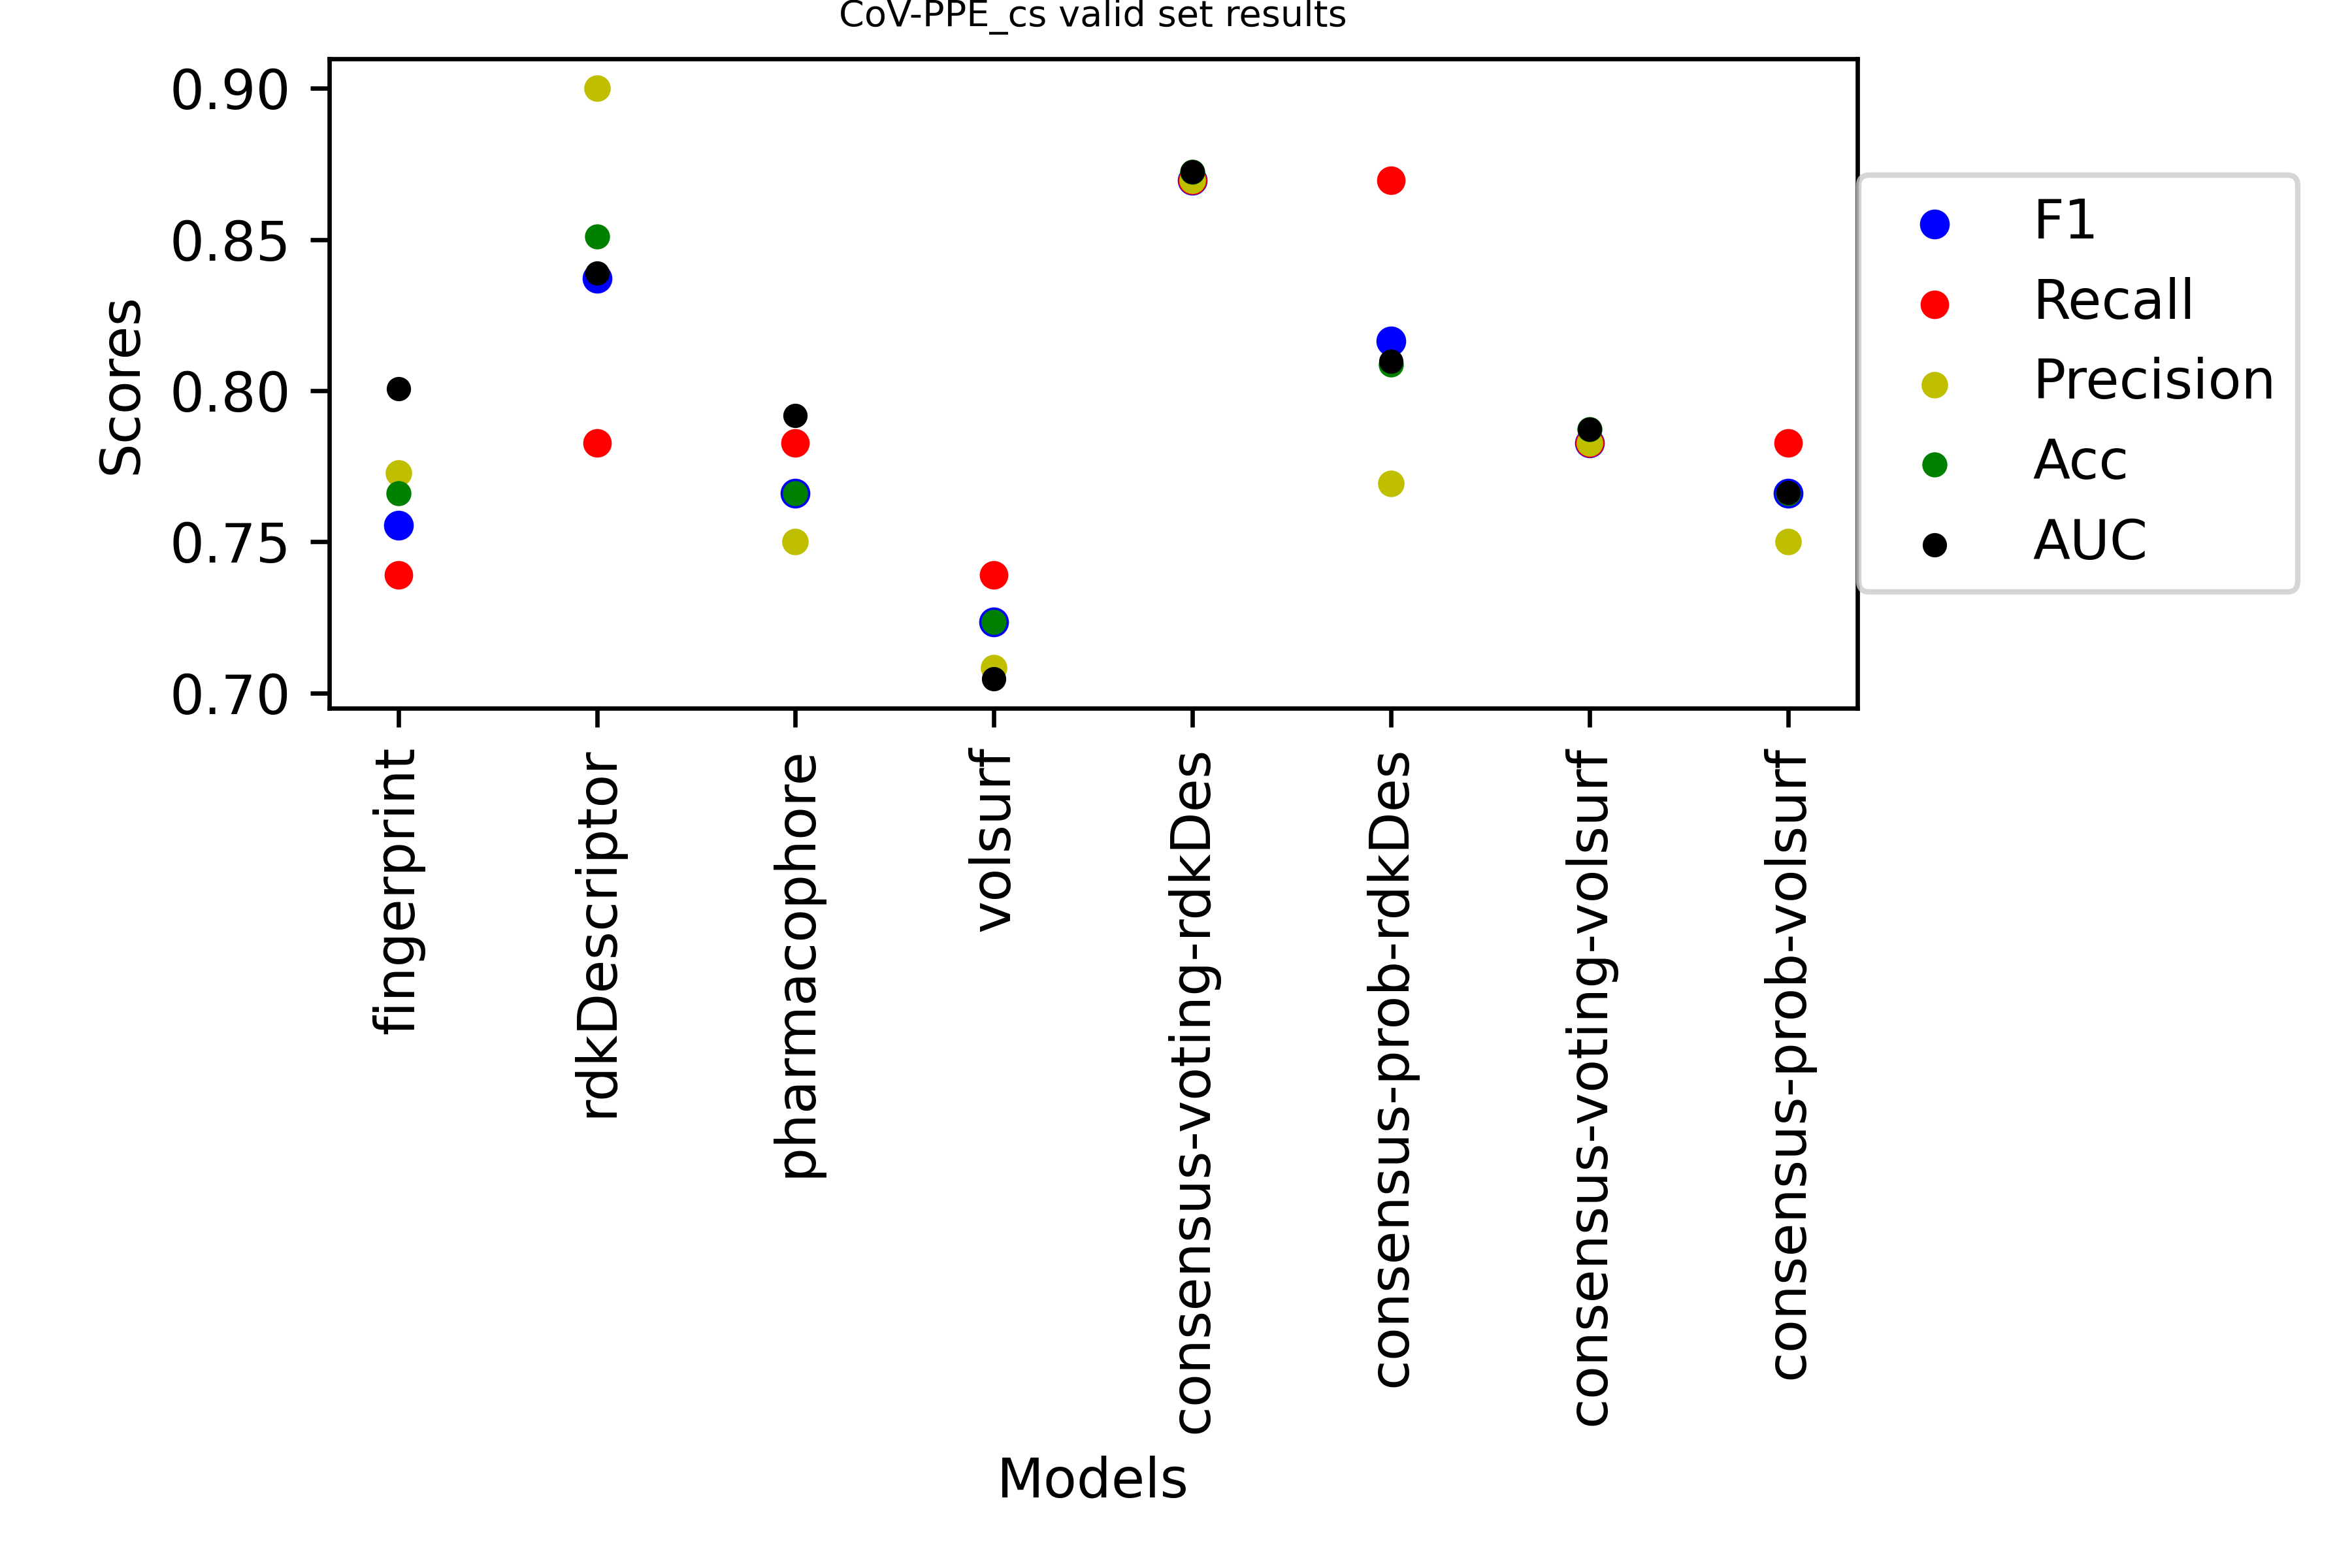 CoV-PPE_cs valid set results
Scores
0.90
0.85
0.80
0.75
0.70
F1
Recall
Precision
Acc
AUC
fingerprint
rdkDescriptor
pharmacophore
volsurf
consensus-voting-rdkDes
consensus-prob-rdkDes
consensus-voting-volsurf
consensus-prob-volsurf
Models